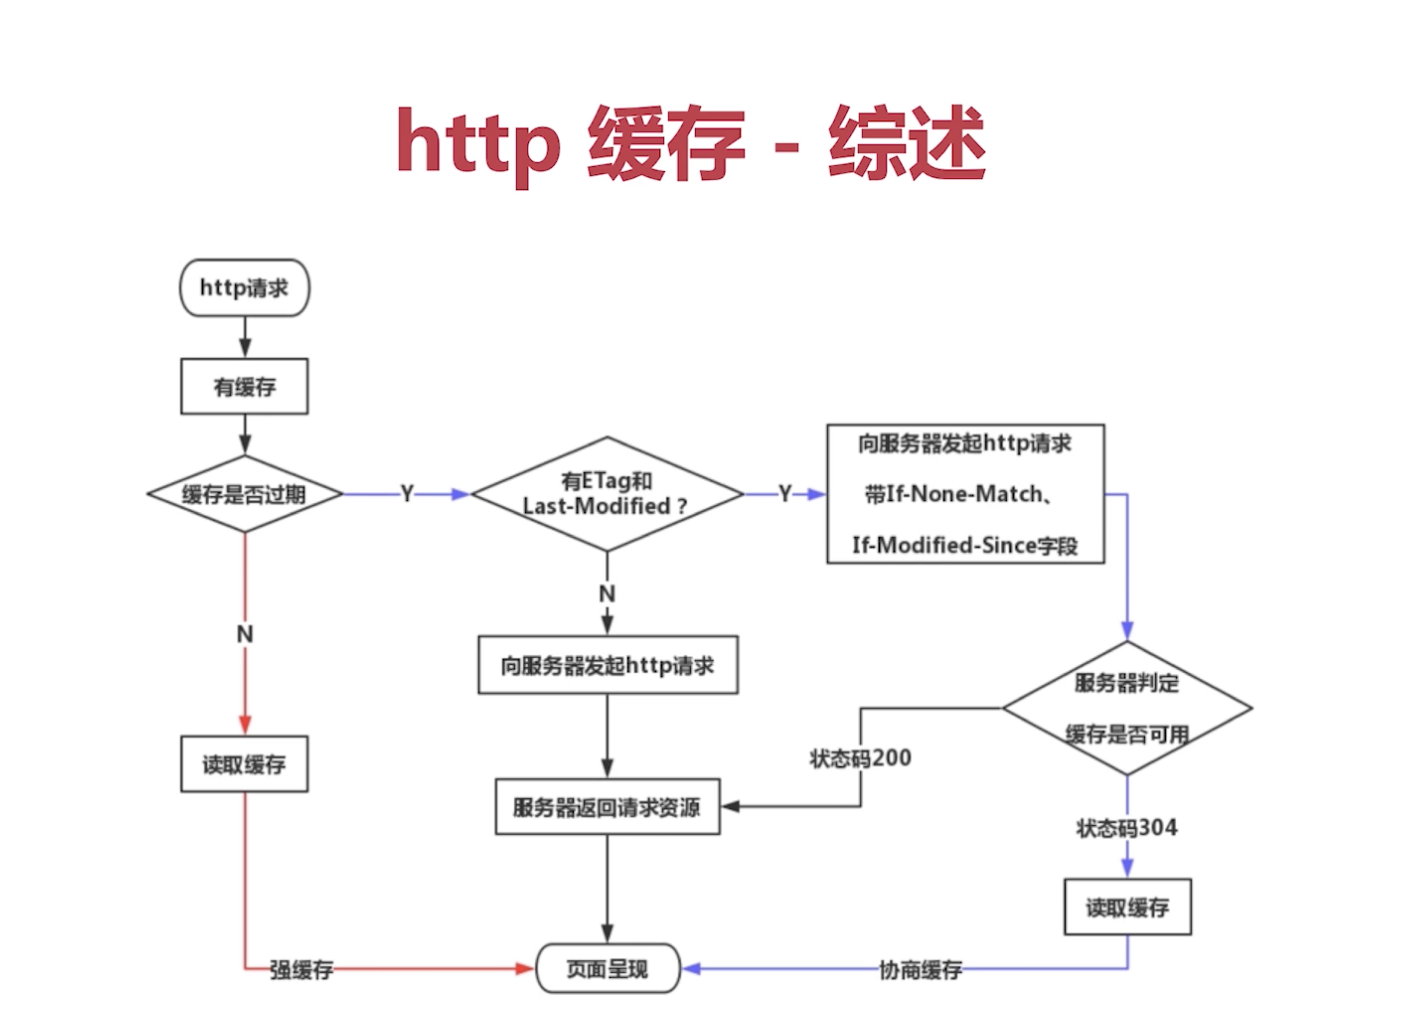 http 缓存 - 综述
http请求
有缓存
缓存是否过期
Y
有ETag和
Last-Modified ?
Y
向服务器发起http请求
带If-None-Match、
If-Modified-Since字段
N
N
向服务器发起http请求
服务器判定
缓存是否可用
状态码200
读取缓存
服务器返回请求资源
状态码304
读取缓存
强缓存
页面呈现
协商缓存